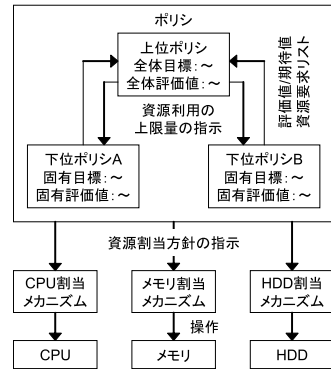 ポリシ
上位ポリシ
全体目標：～
全体評価値：～
評価値/期待値
資源要求リスト
資源利用の
上限量の指示
下位ポリシA
固有目標：～
固有評価値：～
下位ポリシB
固有目標：～
固有評価値：～
資源割当方針の指示
CPU割当
メカニズム
メモリ割当
メカニズム
HDD割当
メカニズム
操作
CPU
メモリ
HDD